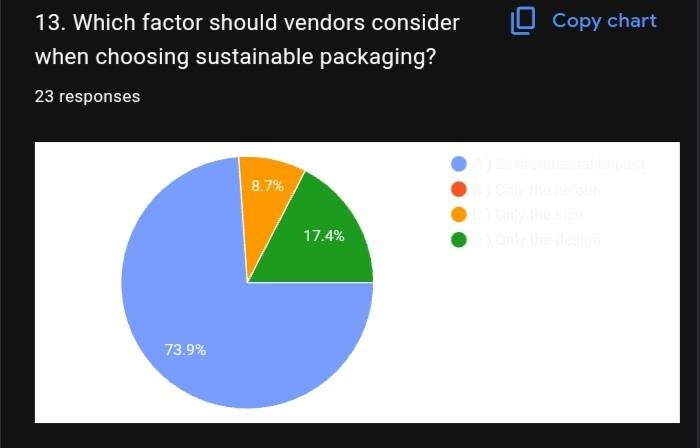 13. Which factor should vendors consider
when choosing sustainable packaging?
Copy chart
23 responses
8.7%
17.4%
73.9%
A ) Environmental impact
B ) Only the colour
C ) Only the size
D ) Only the design